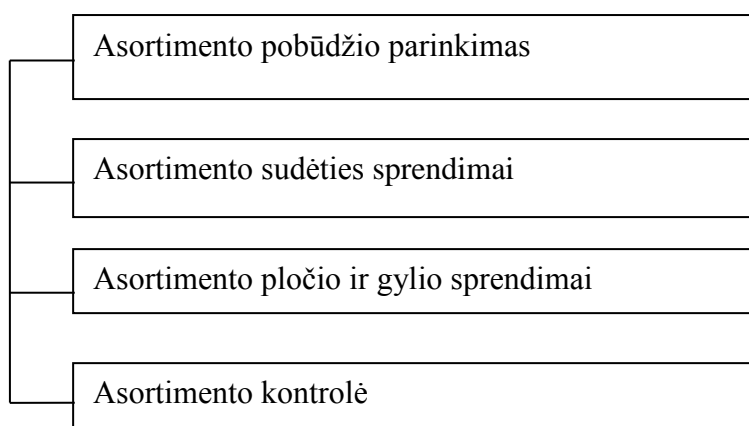 Asortimento pobūdžio parinkimas
Asortimento sudėties sprendimai
Asortimento pločio ir gylio sprendimai
Asortimento kontrolė